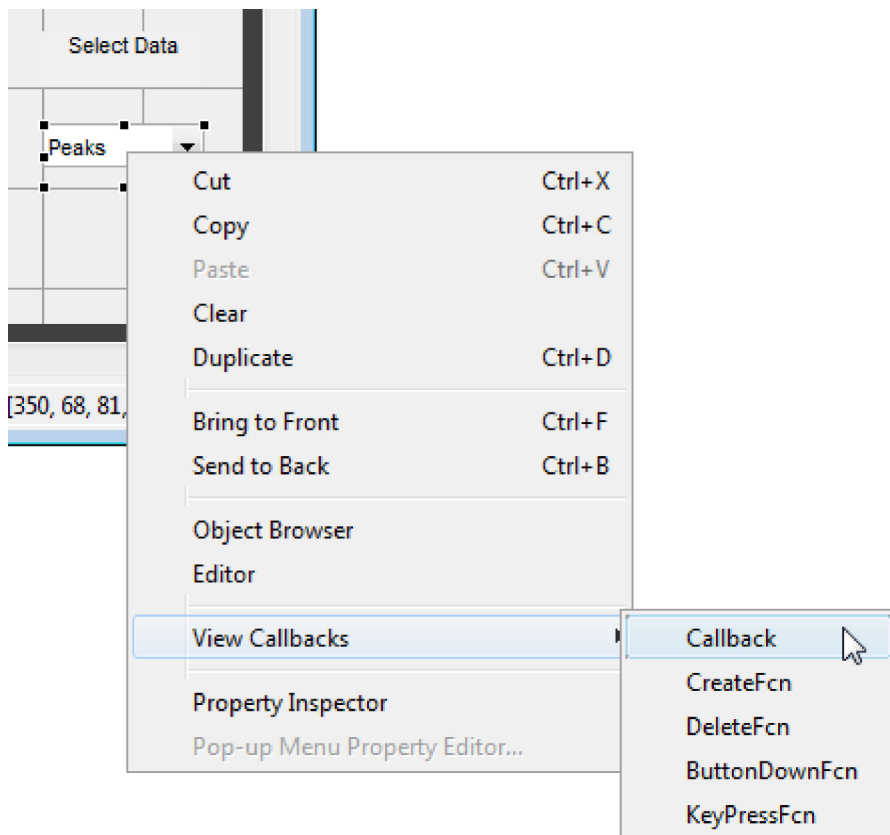 Select Data
Peaks
Cut Ctrl+X
Copy Ctrl+C
Paste Ctrl+V
Clear
Duplicate Ctrl+D
[350, 68, 81,
Bring to Front Ctrl+F
Send to Back Ctrl+B
Object Browser
Editor
View Callbacks
Callback
CreateFcn
Property Inspector
DeleteFcn
Pop-up Menu Property Editor...
ButtonDownFcn
KeyPressFcn